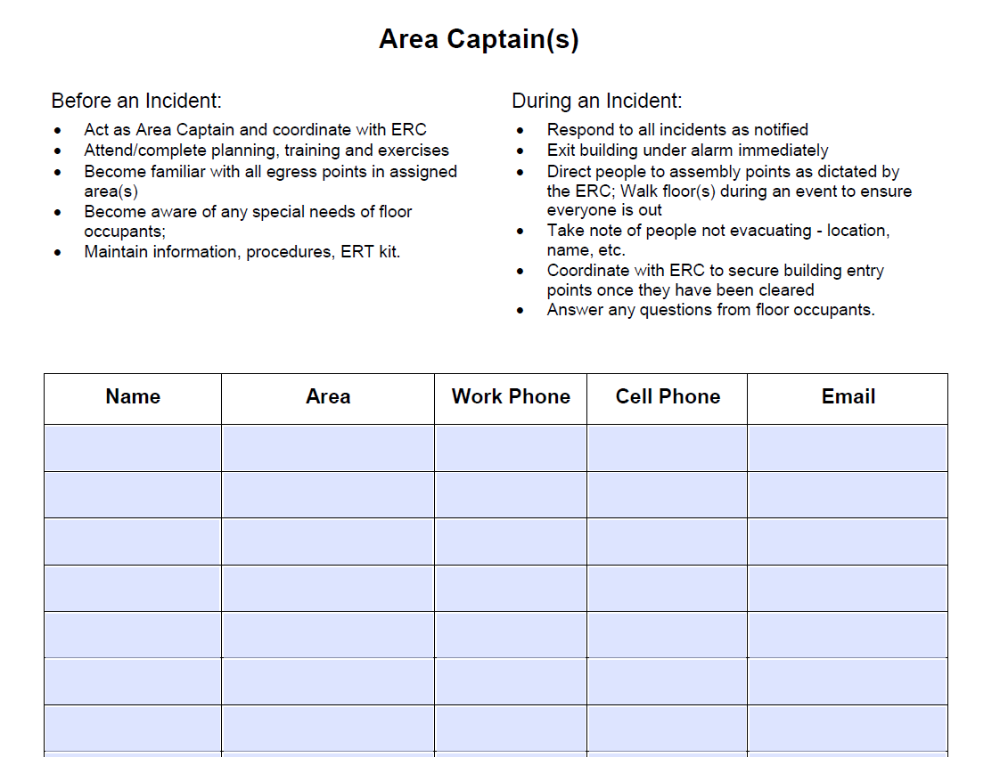 Area Captain(s)
Before an Incident:
• Act as Area Captain and coordinate with ERC
• Attend/complete planning, training and exercises
• Become familiar with all egress points in assigned
area(s)
• Become aware of any special needs of floor
occupants;
• Maintain information, procedures, ERT kit.
During an Incident:
• Respond to all incidents as notified
• Exit building under alarm immediately
• Direct people to assembly points as dictated by
the ERC; Walk floor(s) during an event to ensure
everyone is out
• Take note of people not evacuating - location,
name, etc.
• Coordinate with ERC to secure building entry
points once they have been cleared
• Answer any questions from floor occupants.
Name Area Work Phone Cell Phone Email